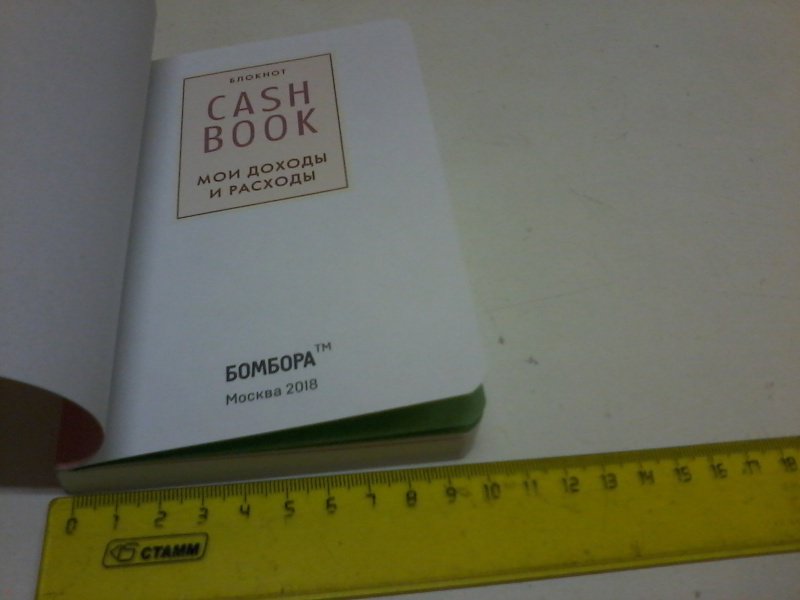 БЛОКНОТ
CASH
BOOK
МОИ ДОХОДЫ
И РАСХОДЫ
БОМБОРА™
Москва 2018
0 1 2 3 4 5 6 7 8 9 10 11 12 13 14 15 16 17 18
СТАММ